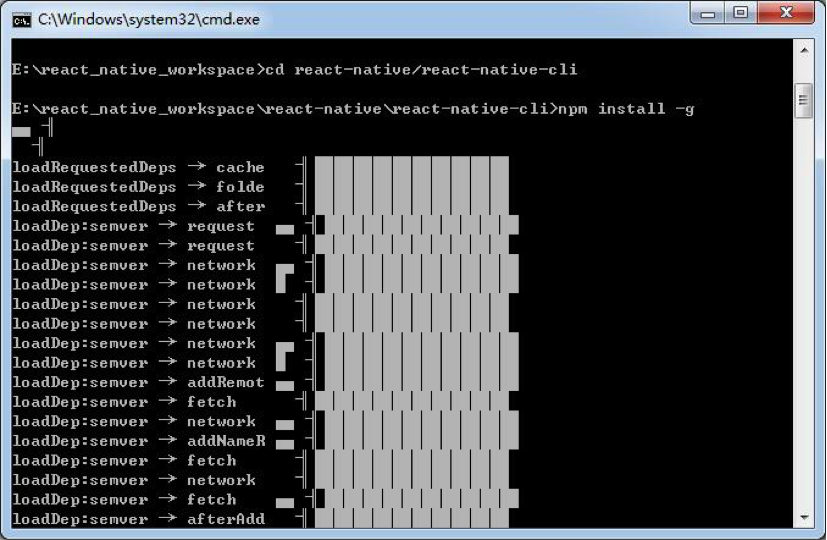 C:\Windows\system32\cmd.exe
E:\react_native_workspace>cd react-native/react-native-cli
E:\react_native_workspace\react-native\react-native-cli>npm install -g
loadRequestedDeps → cache
loadRequestedDeps → folde
loadRequestedDeps → after
loadDep:semver → request
loadDep:semver → request
loadDep:semver → network
loadDep:semver → network
loadDep:semver → network
loadDep:semver → network
loadDep:semver → network
loadDep:semver → network
loadDep:semver → addRemot
loadDep:semver → fetch
loadDep:semver → network
loadDep:semver → addNameR
loadDep:semver → fetch
loadDep:semver → network
loadDep:semver → fetch
loadDep:semver → afterAdd